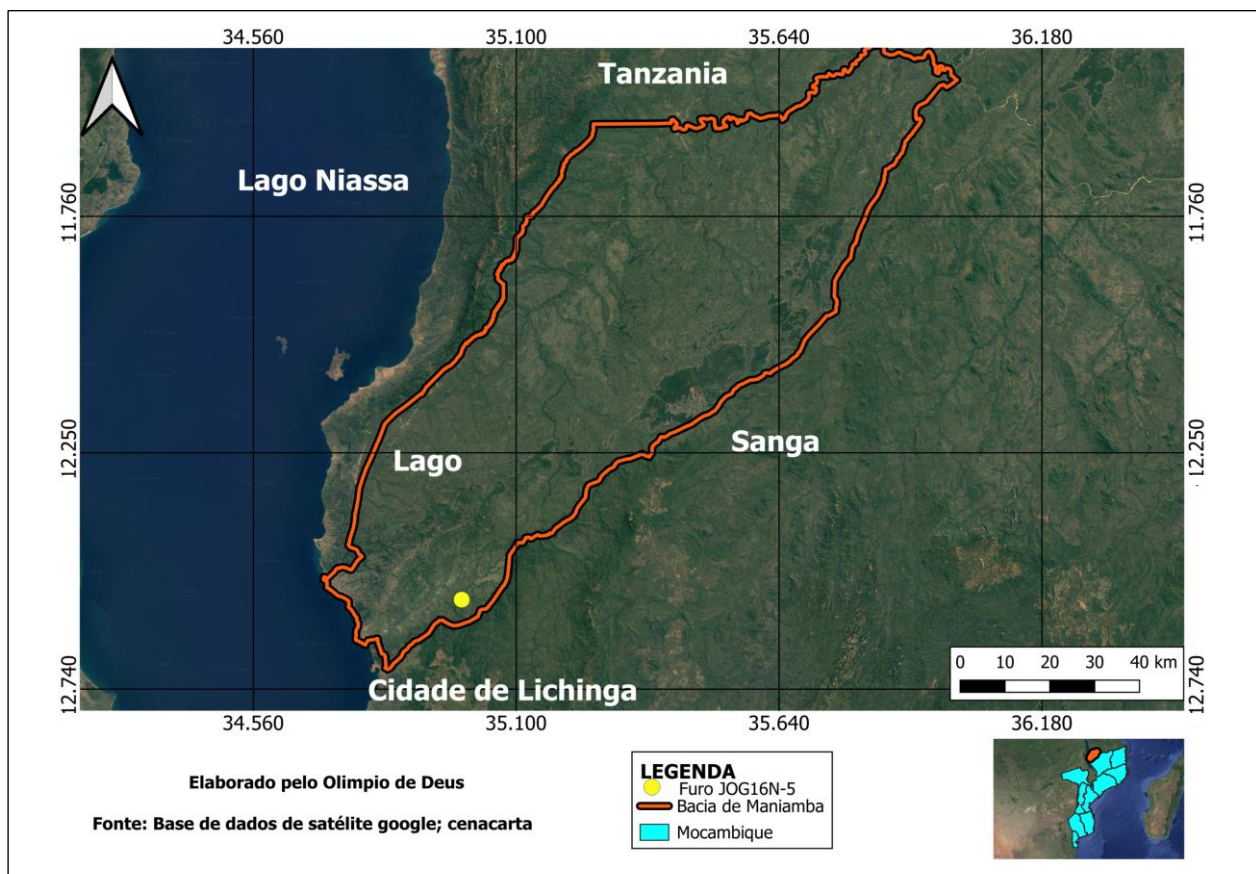 34.560 35.100 35.640 36.180
Tanzania
Lago Niassa
11.760 11.760
Lago
Sanga
12.250 12.250
0 10 20 30 40 km
Cidade de Lichinga
12.740 12.740
34.560 35.100 35.640 36.180
Elaborado pelo Olimpio de Deus
Fonte: Base de dados de satélite google; cenacarta
LEGENDA
Furo JOG16N-5
Bacia de Maniamba
Mocambique